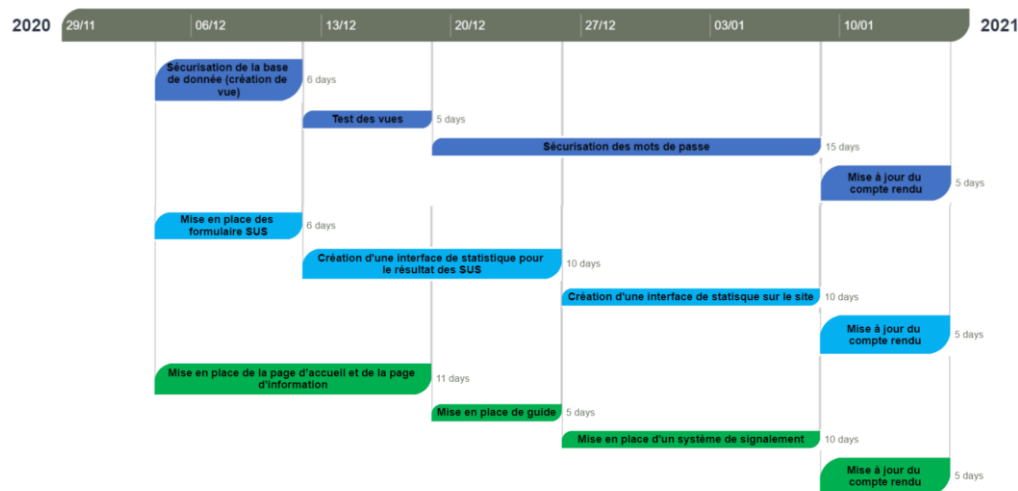 2020 29/11 06/12 13/12 20/12 27/12 03/01 10/01 2021
Sécurisation de la base
de donnée (création de
vue)
6 days
Test des vues
5 days
Sécurisation des mots de passe
15 days
Mise à jour du
compte rendu
5 days
Mise en place des
formulaire SUS
6 days
Création d'une interface de statistique pour
le résultat des SUS
10 days
Création d'une interface de statisque sur le site
10 days
Mise à jour du
compte rendu
5 days
Mise en place de la page d'accueil et de la page
d'information
11 days
Mise en place de guide
5 days
Mise en place d'un système de signalement
10 days
Mise à jour du
compte rendu
5 days